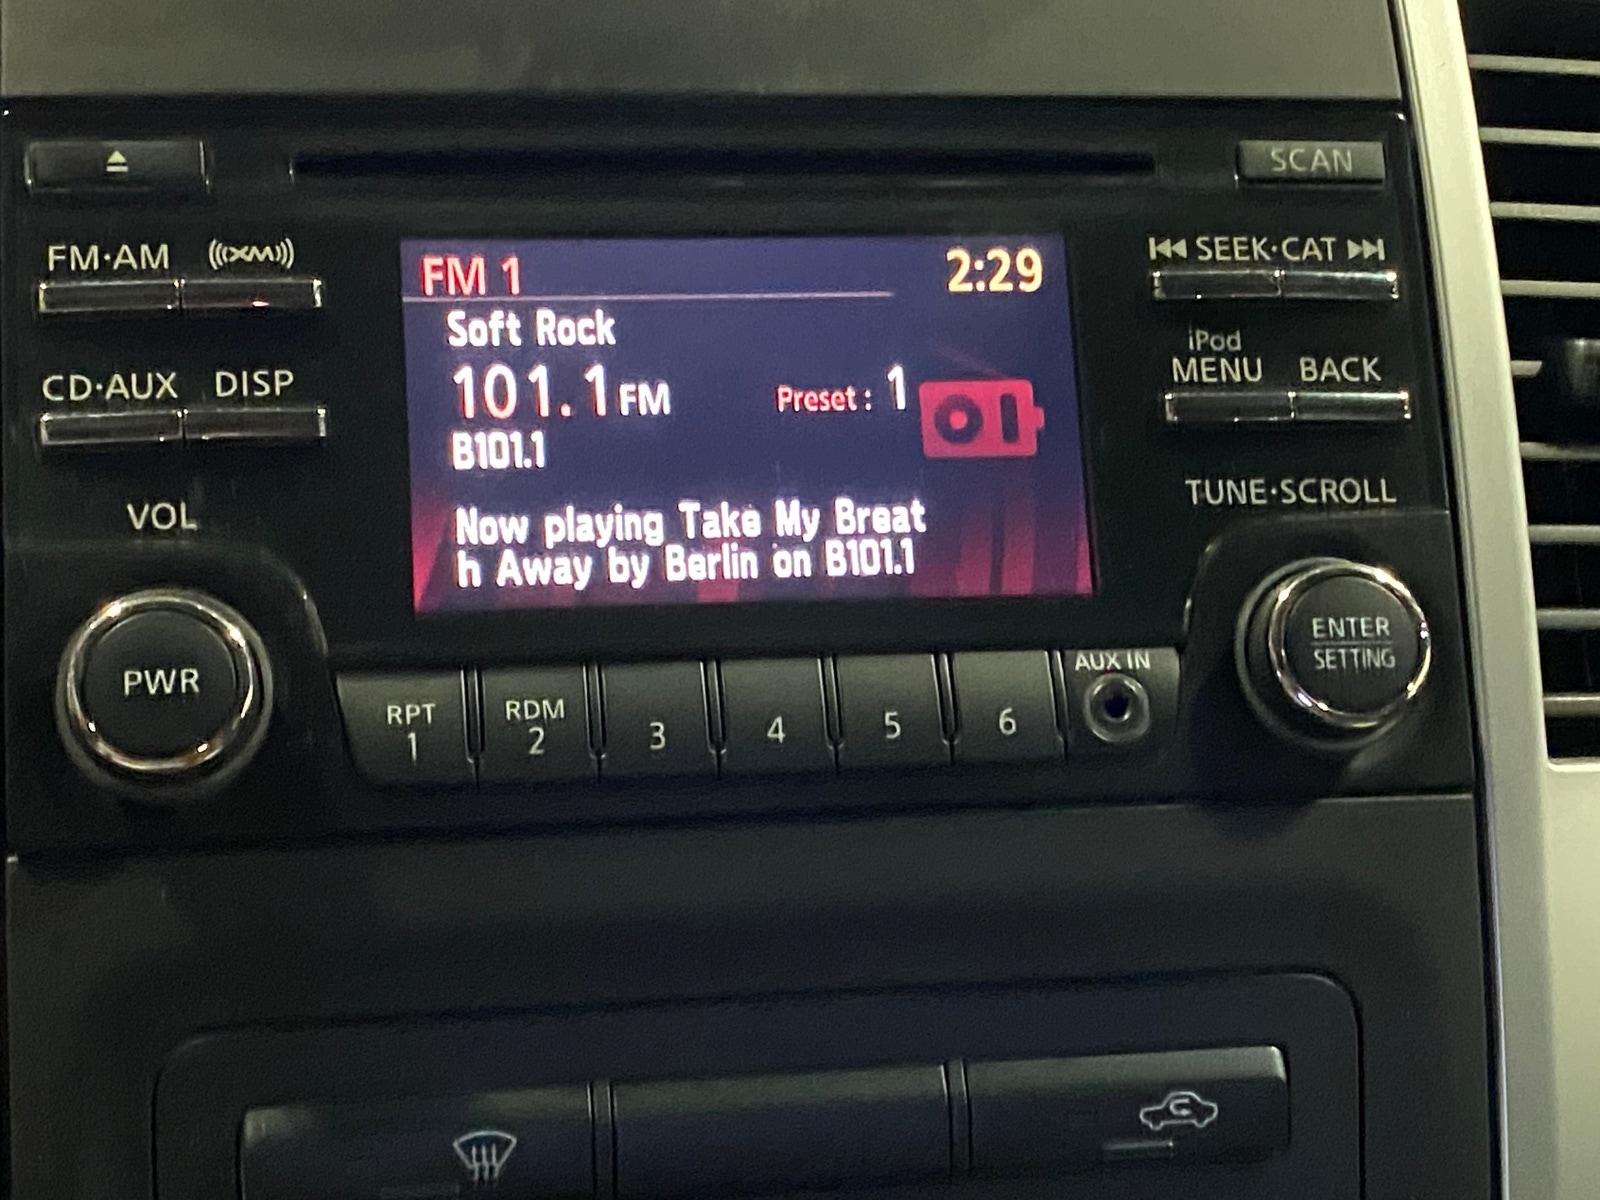 SCAN
FM·AM
XM
SEEK·CAT
CD·AUX
DISP
iPod
MENU
BACK
VOL
TUNE·SCROLL
PWR
ENTER
SETTING
FM 1
2:29
Soft Rock
101.1 FM
Preset: 1
B101.1
Now playing Take My Breat
h Away by Berlin on B101.1
RPT
1
RDM
2
3
4
5
6
AUX IN